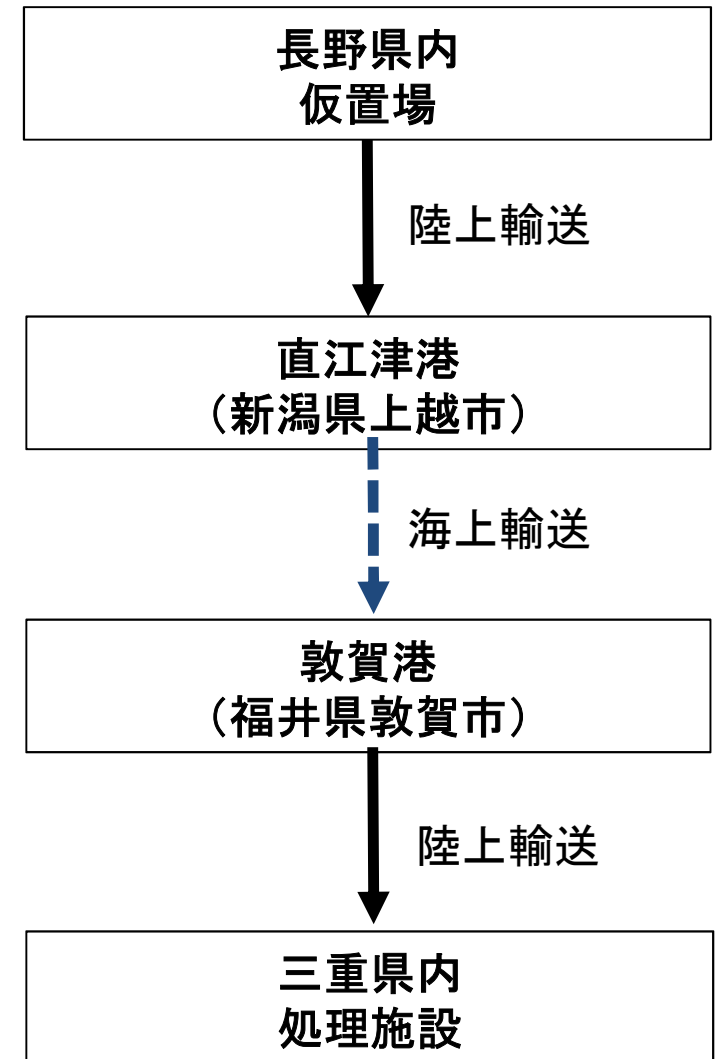 長野県内
仮置場
陸上輸送
直江津港
（新潟県上越市）
海上輸送
敦賀港
（福井県敦賀市）
陸上輸送
三重県内
処理施設